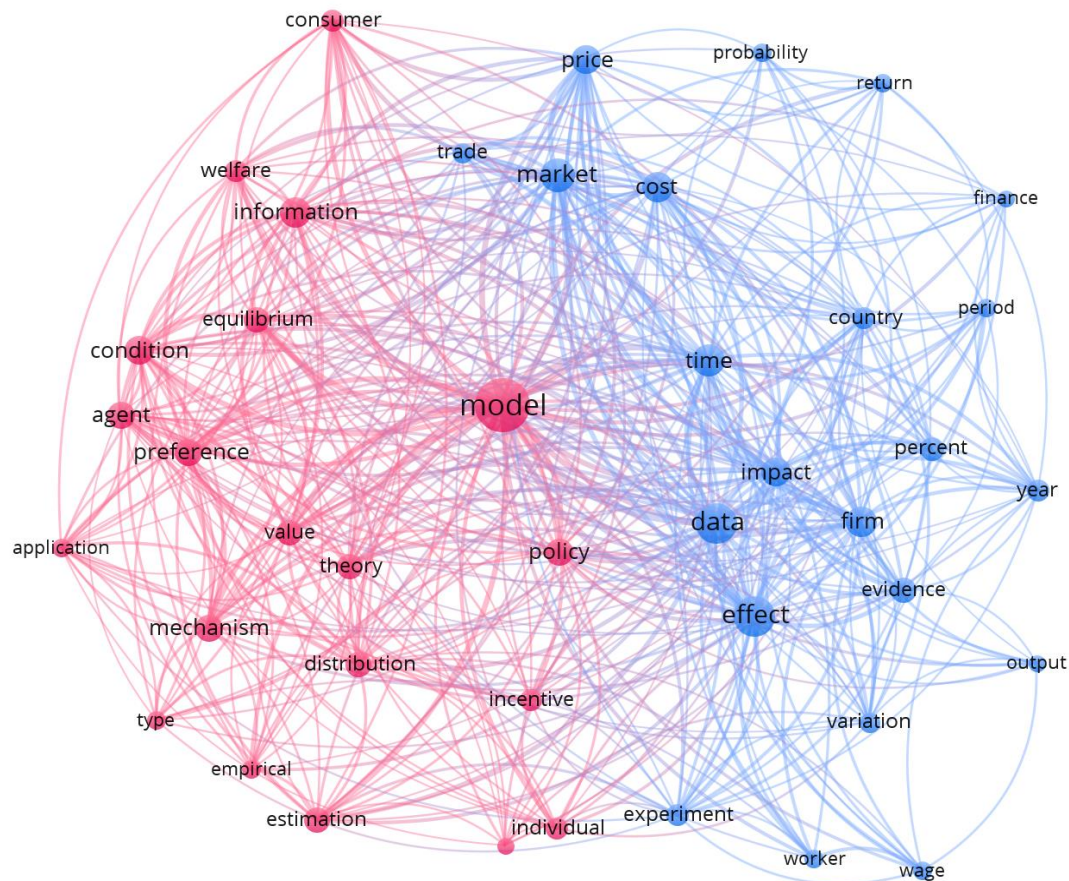 consumer
price
probability
return
trade
welfare
market
cost
information
finance
equilibrium
country
period
condition
time
model
agent
preference
percent
impact
year
value
data
firm
application
theory
policy
evidence
effect
mechanism
distribution
output
incentive
type
variation
empirical
estimation
individual
experiment
worker
wage